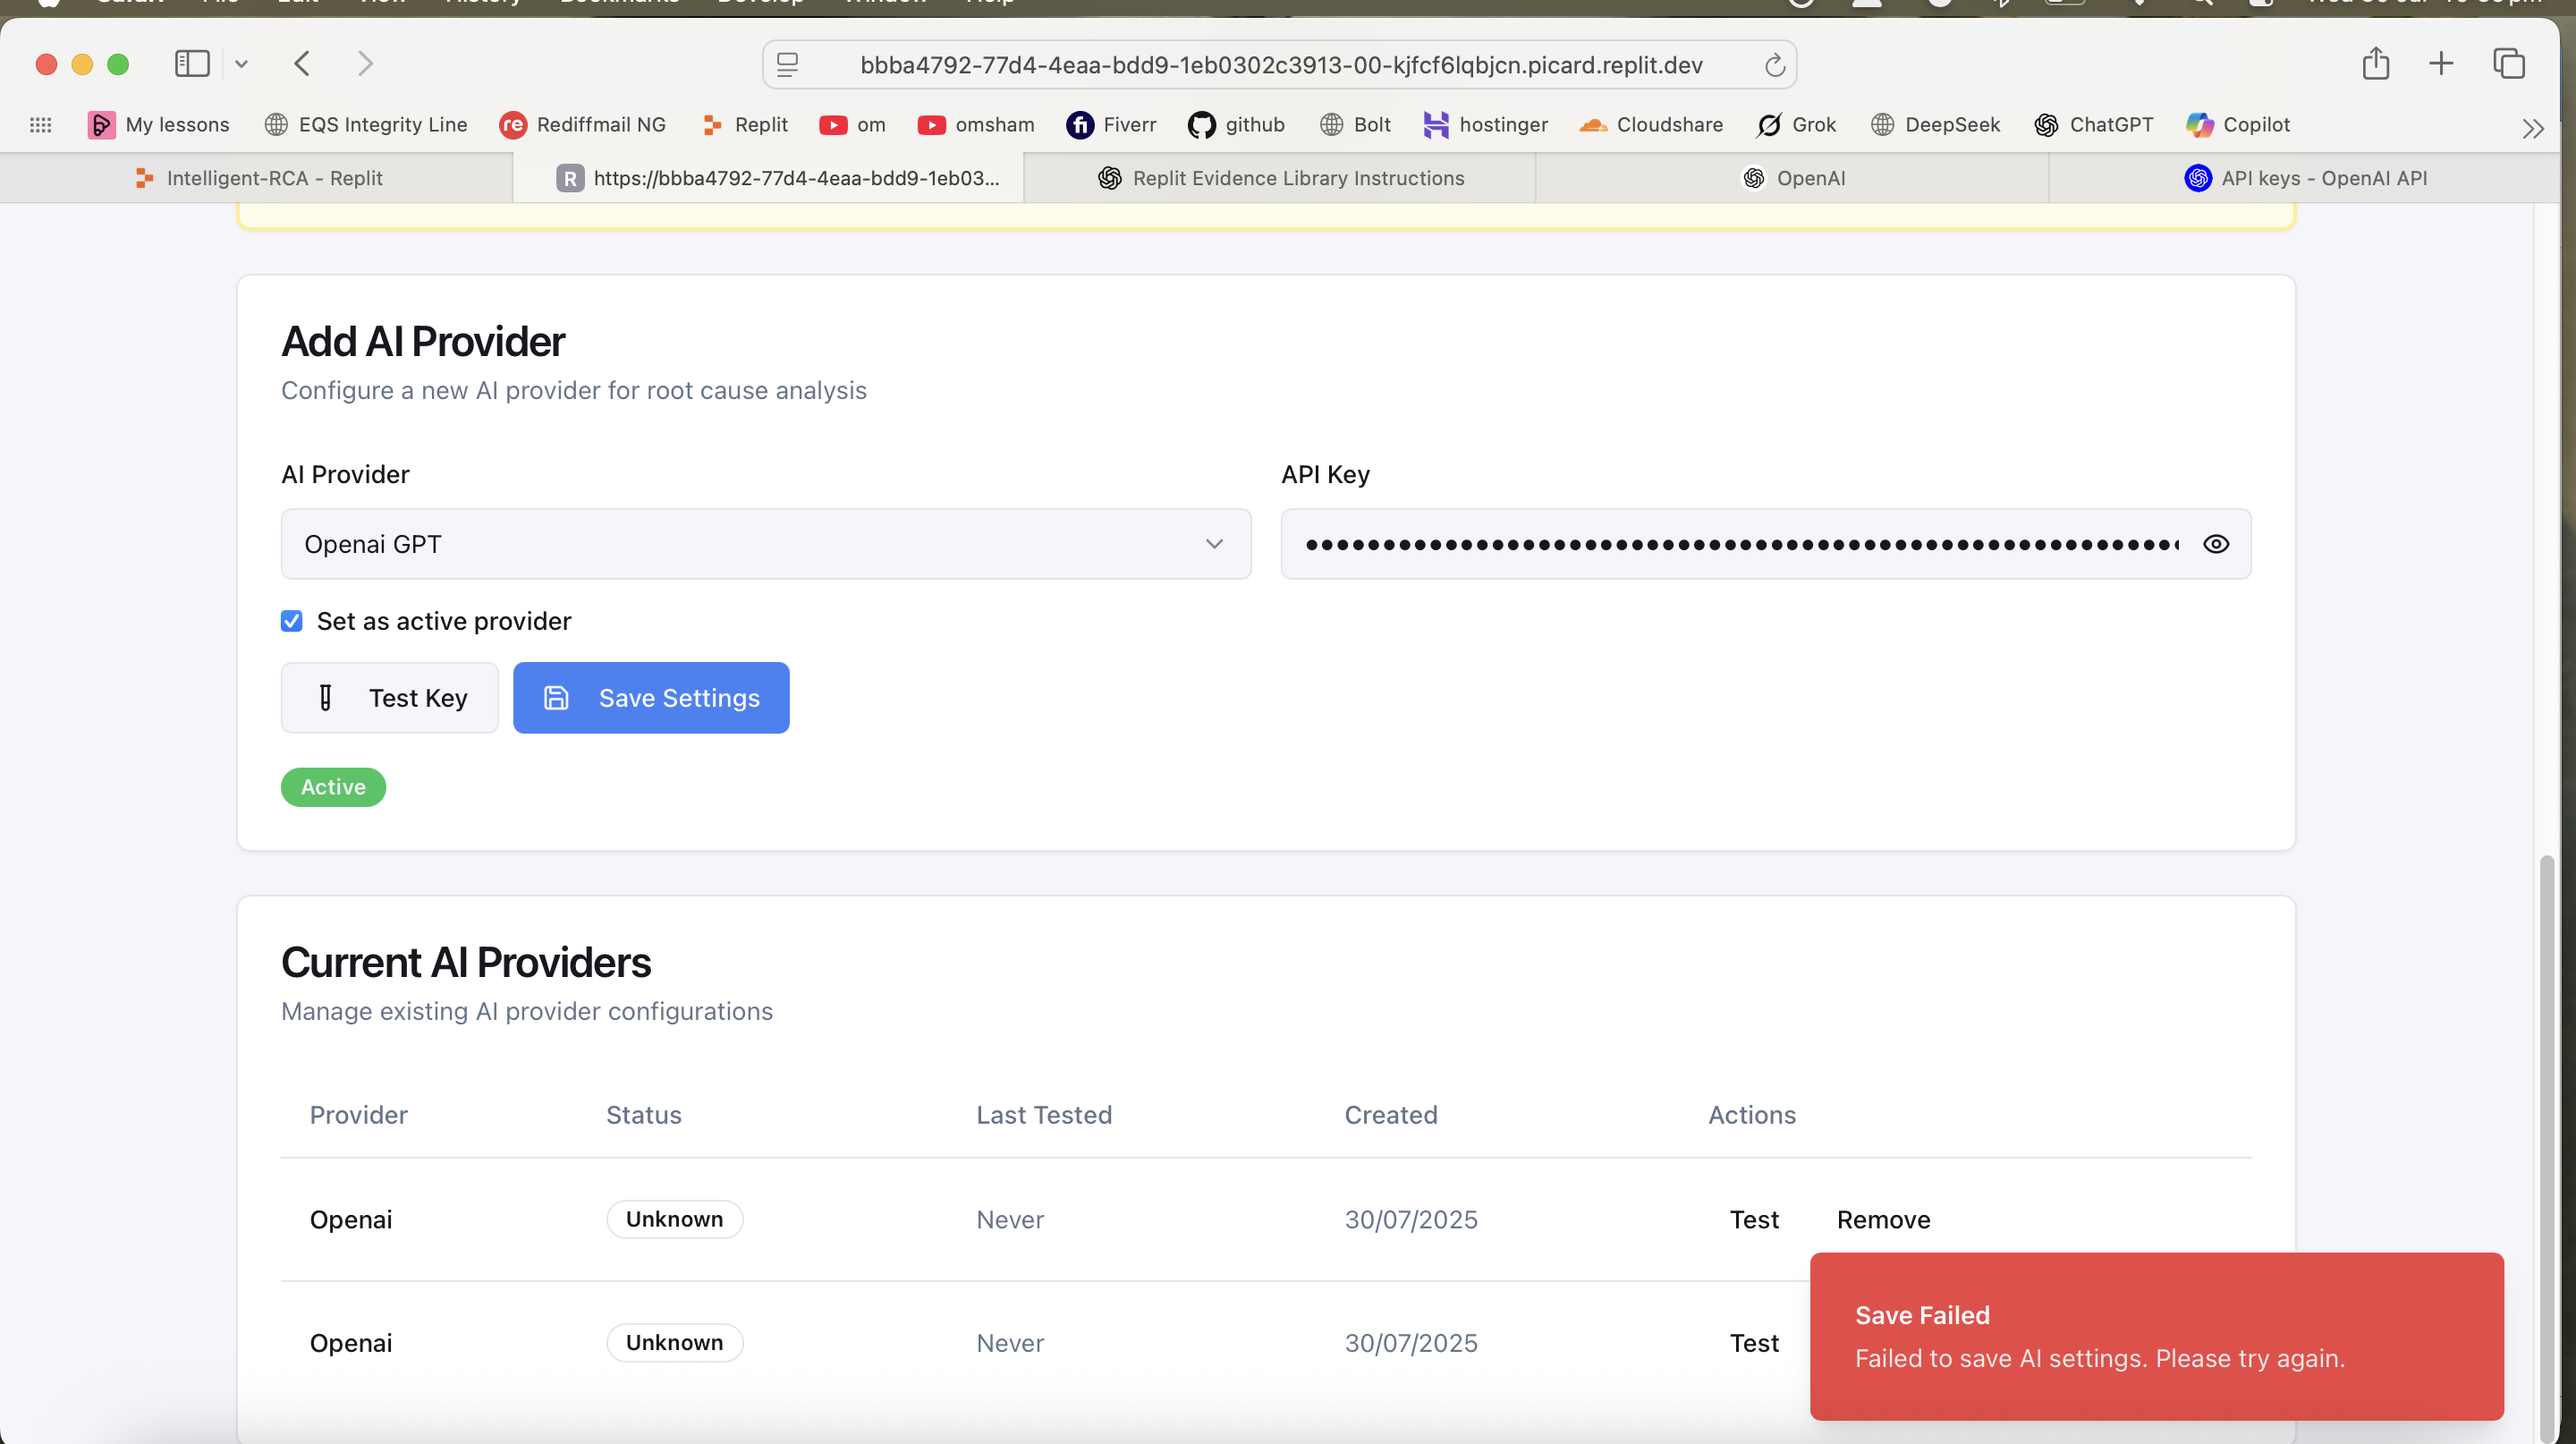 bbba4792-77d4-4eaa-bdd9-1eb0302c3913-00-kjfcf6lqbjcn.picard.replit.dev
My lessons EQS Integrity Line re Rediffmail NG Replit om omsham fi Fiverr github Bolt hostinger Cloudshare Grok DeepSeek ChatGPT Copilot
Intelligent-RCA - Replit R https://bbba4792-77d4-4eaa-bdd9-1eb03... Replit Evidence Library Instructions OpenAI API keys - OpenAI API
Add AI Provider
Configure a new AI provider for root cause analysis
AI Provider API Key
Openai GPT
Set as active provider
Test Key Save Settings
Active
Current AI Providers
Manage existing AI provider configurations
Provider Status Last Tested Created Actions
Openai Unknown Never 30/07/2025 Test Remove
Openai Unknown Never 30/07/2025 Test
Save Failed
Failed to save AI settings. Please try again.